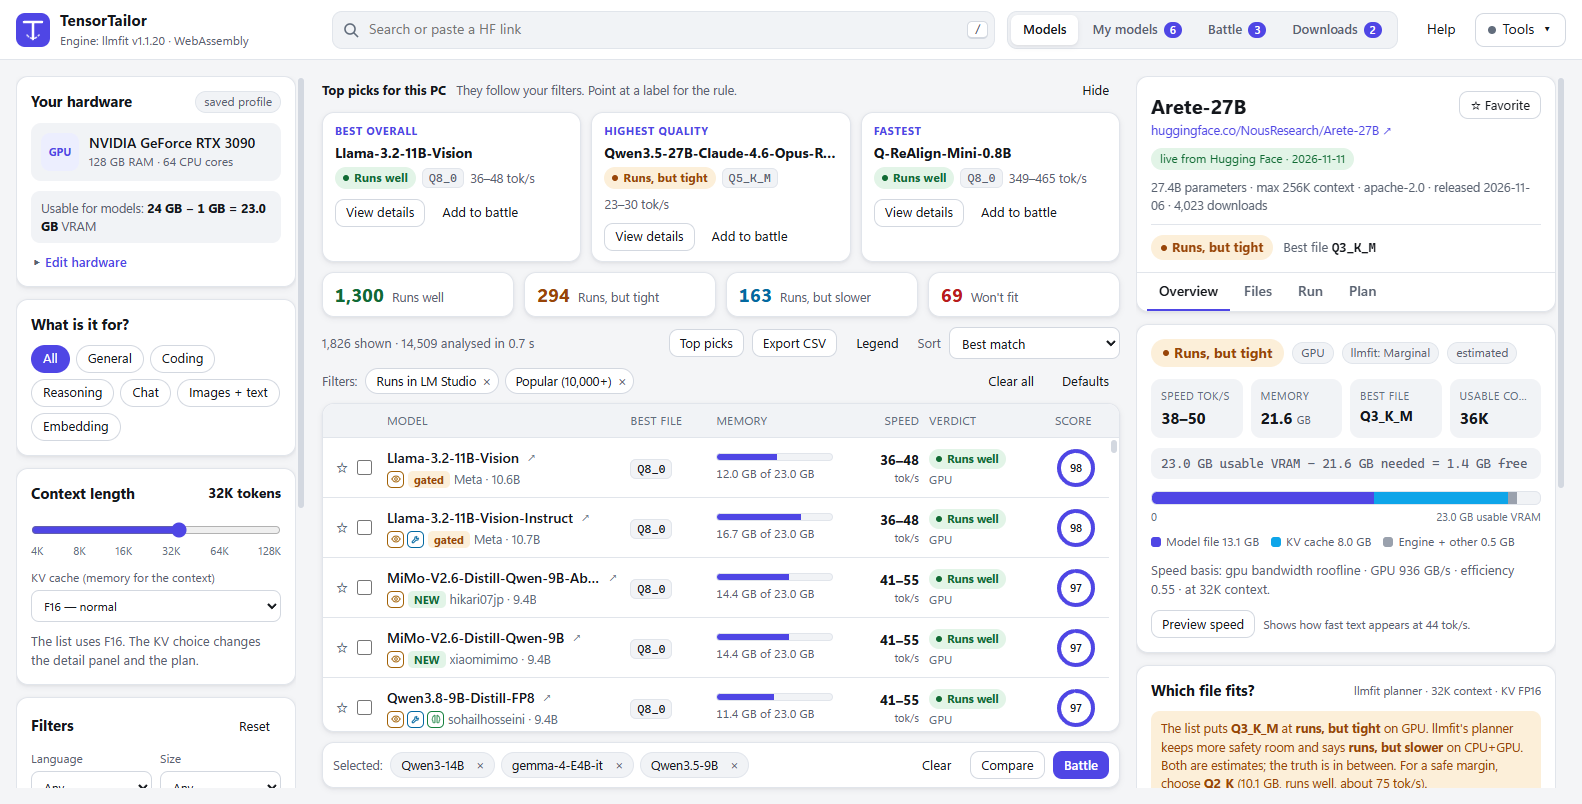 TensorTailor
Engine: llmfit v1.1.20 · WebAssembly
Search or paste a HF link
/
Models
My models 6
Battle 3
Downloads 2
Help
Tools
Your hardware
saved profile
GPU
NVIDIA GeForce RTX 3090
128 GB RAM · 64 CPU cores
Usable for models: 24 GB − 1 GB = 23.0
GB VRAM
Edit hardware
What is it for?
All
General
Coding
Reasoning
Chat
Images + text
Embedding
Context length
32K tokens
4K 8K 16K 32K 64K 128K
KV cache (memory for the context)
F16 — normal
The list uses F16. The KV choice changes
the detail panel and the plan.
Filters
Reset
Language
Size
Any
Any
Top picks for this PC They follow your filters. Point at a label for the rule.
Hide
BEST OVERALL
Llama-3.2-11B-Vision
Runs well Q8_0 36–48 tok/s
View details Add to battle
HIGHEST QUALITY
Qwen3.5-27B-Claude-4.6-Opus-R...
Runs, but tight Q5_K_M
23–30 tok/s
View details Add to battle
FASTEST
Q-ReAlign-Mini-0.8B
Runs well Q8_0 349–465 tok/s
View details Add to battle
1,300 Runs well
294 Runs, but tight
163 Runs, but slower
69 Won't fit
1,826 shown · 14,509 analysed in 0.7 s
Top picks
Export CSV
Legend
Sort
Best match
Filters:
Runs in LM Studio ×
Popular (10,000+) ×
Clear all
Defaults
MODEL BEST FILE MEMORY SPEED VERDICT SCORE
Llama-3.2-11B-Vision ↗
gated Meta · 10.6B
Q8_0
12.0 GB of 23.0 GB
36–48
tok/s
Runs well
GPU
98
Llama-3.2-11B-Vision-Instruct ↗
gated Meta · 10.7B
Q8_0
16.7 GB of 23.0 GB
36–48
tok/s
Runs well
GPU
98
MiMo-V2.6-Distill-Qwen-9B-Ab... ↗
NEW hikari07jp · 9.4B
Q8_0
14.4 GB of 23.0 GB
41–55
tok/s
Runs well
GPU
97
MiMo-V2.6-Distill-Qwen-9B ↗
NEW xiaomimimo · 9.4B
Q8_0
14.4 GB of 23.0 GB
41–55
tok/s
Runs well
GPU
97
Qwen3.8-9B-Distill-FP8 ↗
sohailhosseini · 9.4B
Q8_0
11.4 GB of 23.0 GB
41–55
tok/s
Runs well
GPU
97
Selected:
Qwen3-14B ×
gemma-4-E4B-it ×
Qwen3.5-9B ×
Clear
Compare
Battle
Arete-27B
☆ Favorite
huggingface.co/NousResearch/Arete-27B ↗
live from Hugging Face · 2026-11-11
27.4B parameters · max 256K context · apache-2.0 · released 2026-11-
06 · 4,023 downloads
Runs, but tight Best file Q3_K_M
Overview Files Run Plan
Runs, but tight GPU llmfit: Marginal estimated
SPEED TOK/S
38–50
MEMORY
21.6 GB
BEST FILE
Q3_K_M
USABLE CO...
36K
23.0 GB usable VRAM − 21.6 GB needed = 1.4 GB free
0 23.0 GB usable VRAM
Model file 13.1 GB KV cache 8.0 GB Engine + other 0.5 GB
Speed basis: gpu bandwidth roofline · GPU 936 GB/s · efficiency
0.55 · at 32K context.
Preview speed Shows how fast text appears at 44 tok/s.
Which file fits?
llmfit planner · 32K context · KV FP16
The list puts Q3_K_M at runs, but tight on GPU. llmfit's planner
keeps more safety room and says runs, but slower on CPU+GPU.
Both are estimates; the truth is in between. For a safe margin,
choose Q2_K (10.1 GB, runs well, about 75 tok/s).